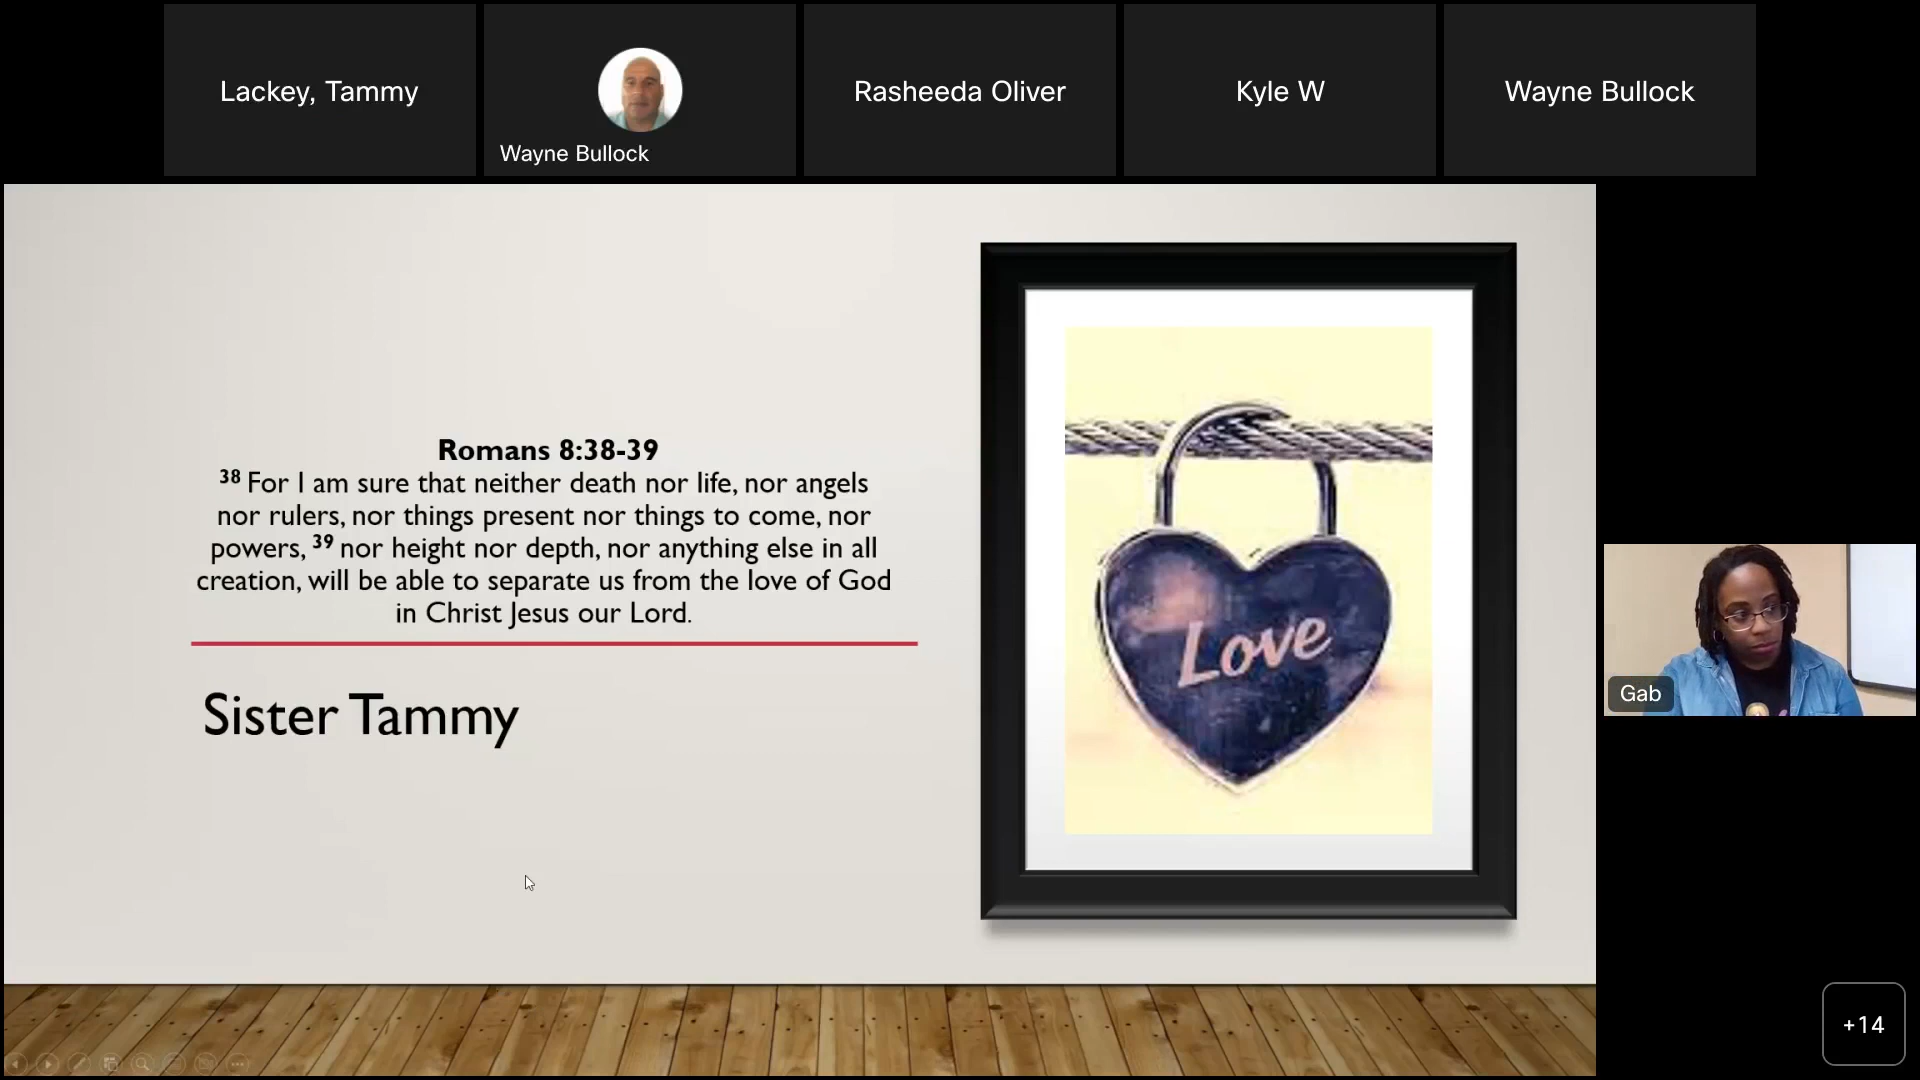 Lackey, Tammy
Wayne Bullock
Rasheeda Oliver
Kyle W
Wayne Bullock
Romans 8:38-39
38 For I am sure that neither death nor life, nor angels
nor rulers, nor things present nor things to come, nor
powers, 39 nor height nor depth, nor anything else in all
creation, will be able to separate us from the love of God
in Christ Jesus our Lord.
Sister Tammy
Love
Gab
+14